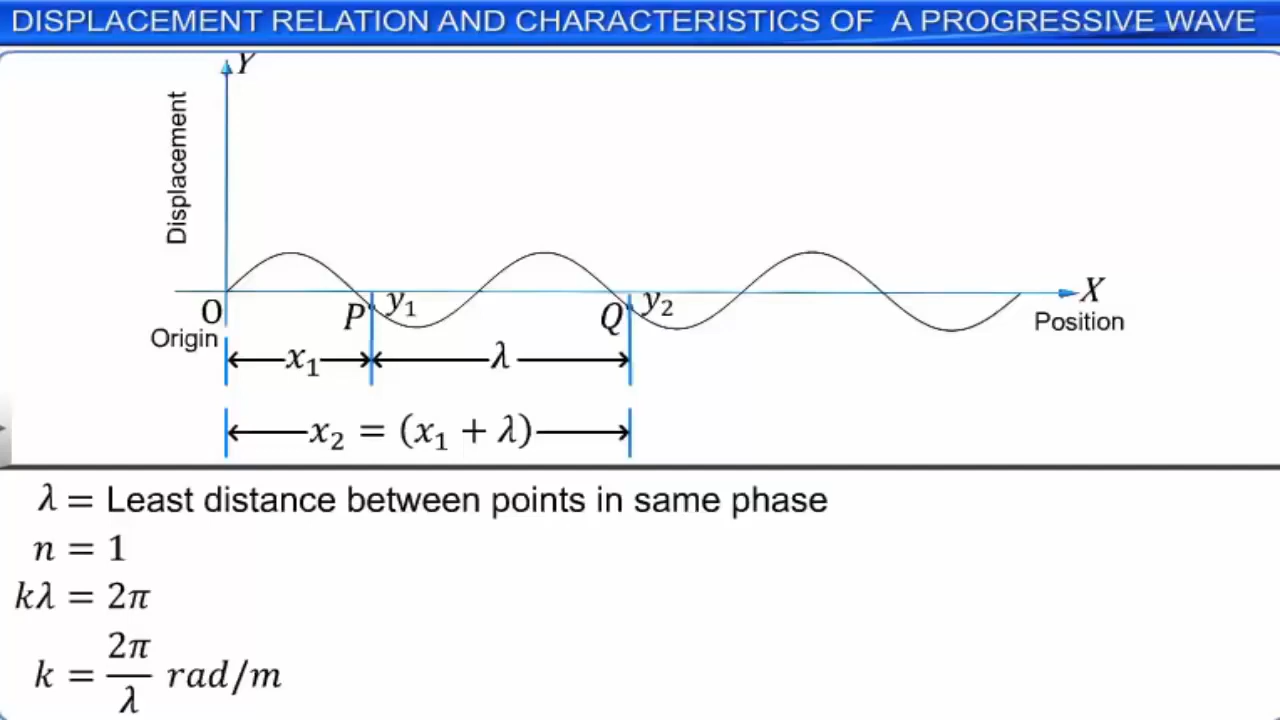 DISPLACEMENT RELATION AND CHARACTERISTICS OF A PROGRESSIVE WAVE
Y
Displacement
O
Origin
P y₁
Q y₂
X
Position
x₁
λ
x₂ = (x₁ + λ)
λ = Least distance between points in same phase
n = 1
kλ = 2π
k = 2π/λ rad/m